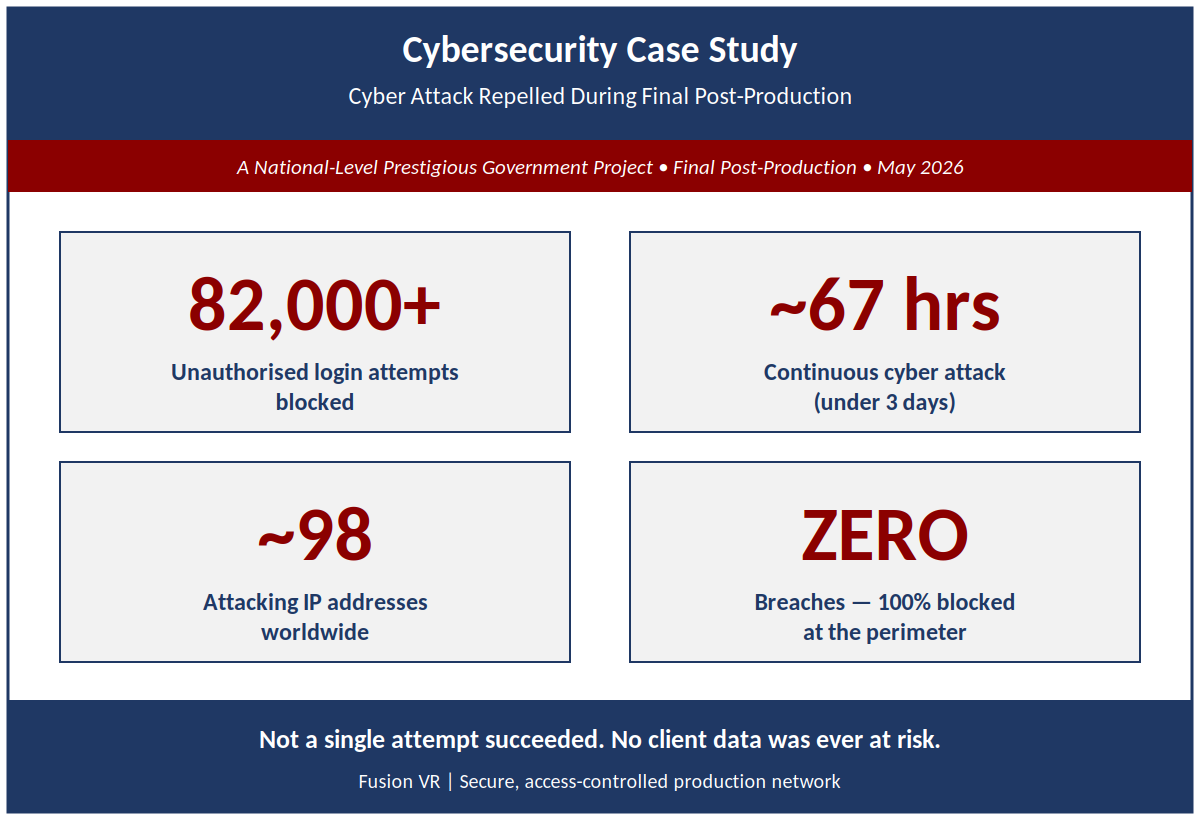 Cybersecurity Case Study
Cyber Attack Repelled During Final Post-Production
A National-Level Prestigious Government Project • Final Post-Production • May 2026
82,000+
Unauthorised login attempts
blocked
~67 hrs
Continuous cyber attack
(under 3 days)
~98
Attacking IP addresses
worldwide
ZERO
Breaches — 100% blocked
at the perimeter
Not a single attempt succeeded. No client data was ever at risk.
Fusion VR | Secure, access-controlled production network